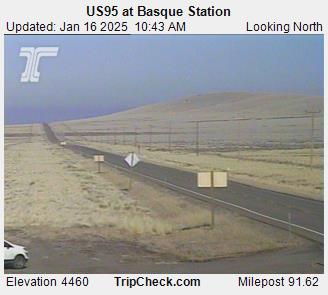 US95 at Basque Station
Updated: Jan 16 2025 10:43 AM Looking North
Elevation 4460 TripCheck.com Milepost 91.62